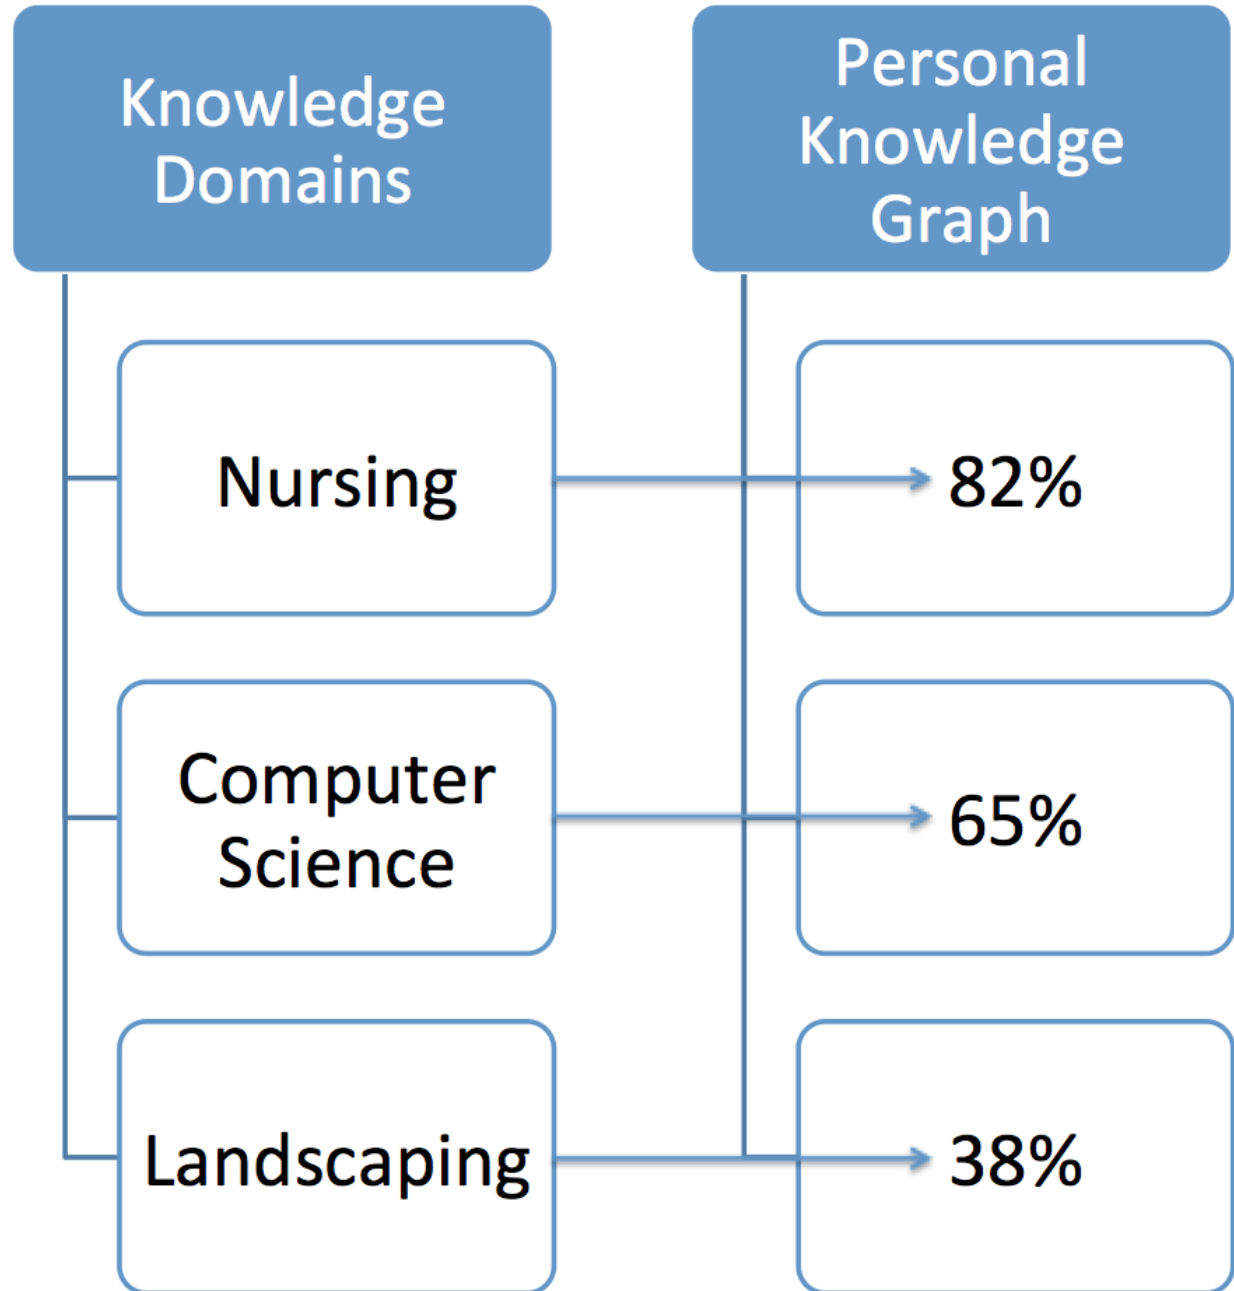 Knowledge
Domains
Personal
Knowledge
Graph
Nursing
82%
Computer
Science
65%
Landscaping
38%